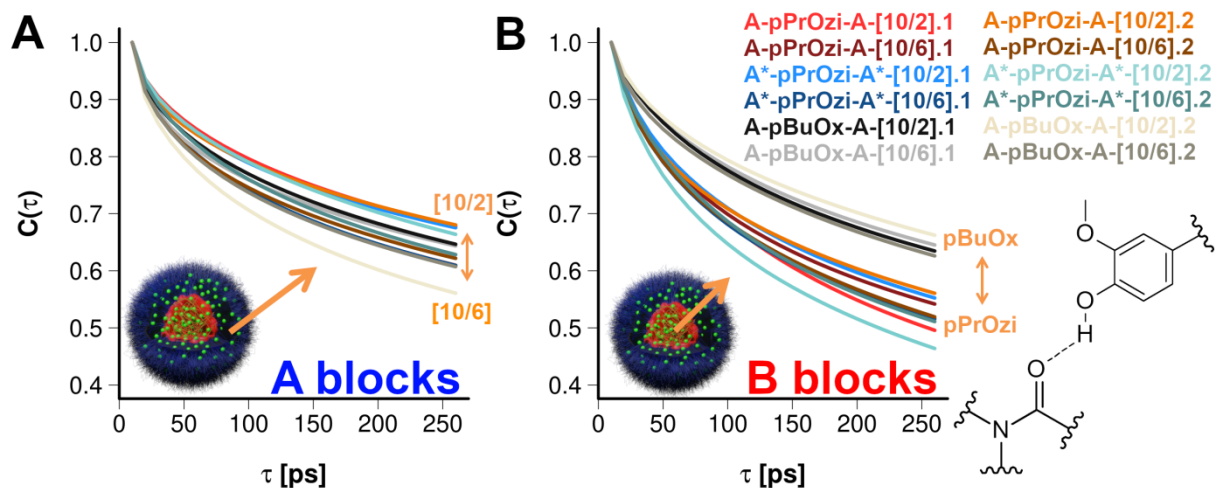 A
C(τ)
1.0
0.9
0.8
0.7
0.6
0.5
0.4
[10/2]
[10/6]
A blocks
0 50 100 150 200 250
τ [ps]
B
C(τ)
1.0
0.9
0.8
0.7
0.6
0.5
0.4
A-pPrOzi-A-[10/2].1 A-pPrOzi-A-[10/2].2
A-pPrOzi-A-[10/6].1 A-pPrOzi-A-[10/6].2
A*-pPrOzi-A*-[10/2].1 A*-pPrOzi-A*-[10/2].2
A*-pPrOzi-A*-[10/6].1 A*-pPrOzi-A*-[10/6].2
A-pBuOx-A-[10/2].1 A-pBuOx-A-[10/2].2
A-pBuOx-A-[10/6].1 A-pBuOx-A-[10/6].2
pBuOx
pPrOzi
B blocks
0 50 100 150 200 250
τ [ps]
O
O
H
O
N